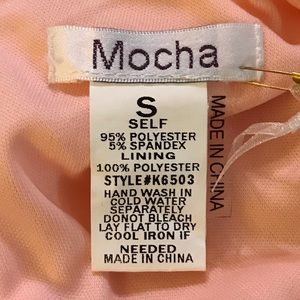 Mocha
S
SELF
95% POLYESTER
5% SPANDEX
LINING
100% POLYESTER
STYLE#K6503
HAND WASH IN
COLD WATER
SEPARATELY
DONOT BLEACH
LAY FLAT TO DRY
COOL IRON IF
NEEDED
MADE IN CHINA
MADE IN CHINA